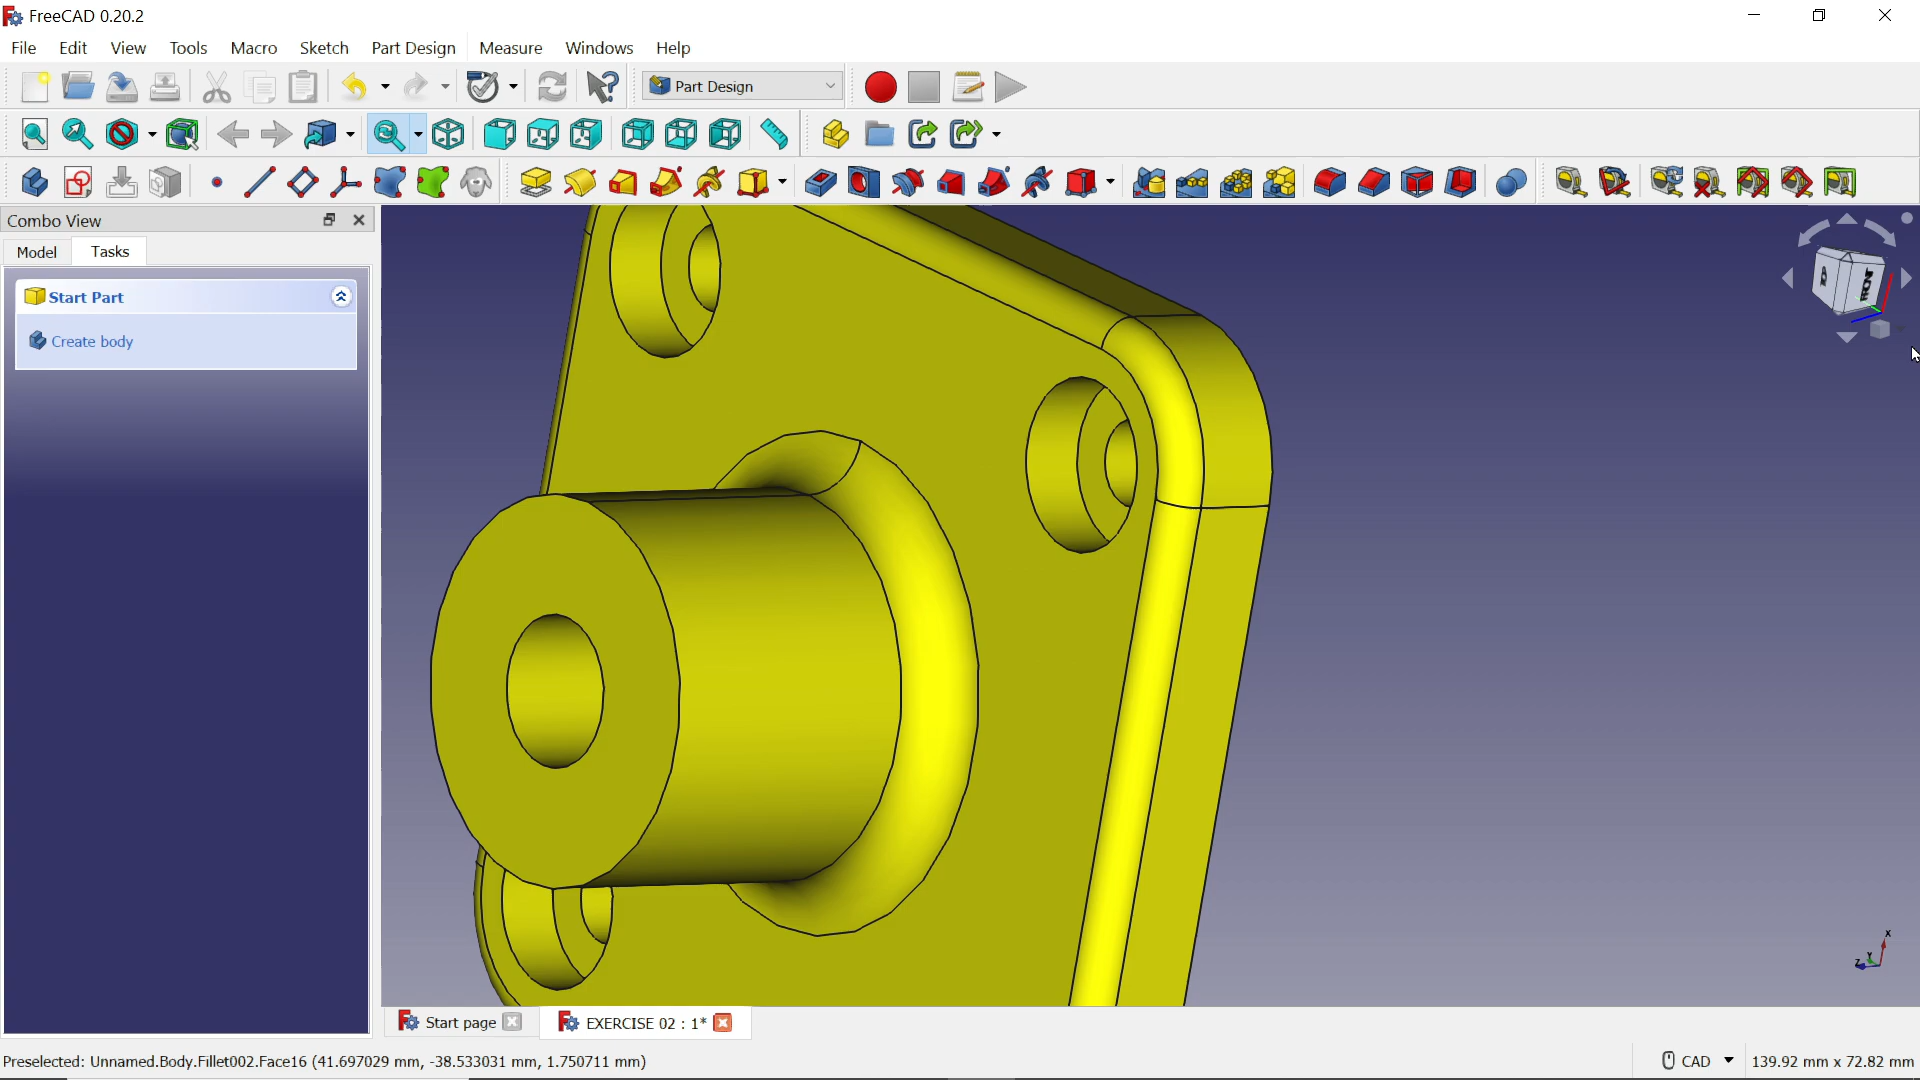 FreeCAD 0.20.2
File Edit View Tools Macro Sketch Part Design Measure Windows Help
Part Design
Combo View
Model Tasks
Start Part
Create body
FRONT
X
Y
Z
Start page EXERCISE 02 : 1*
Preselected: Unnamed.Body.Fillet002.Face16 (41.697029 mm, -38.533031 mm, 1.750711 mm) CAD 139.92 mm x 72.82 mm